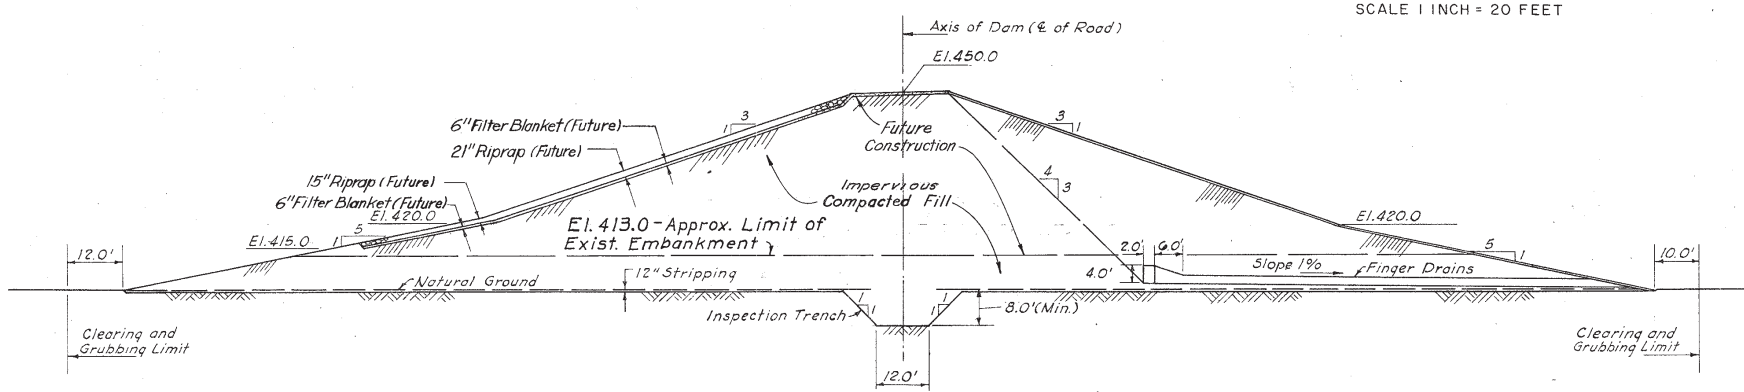 SCALE 1 INCH = 20 FEET
Axis of Dam (℄ of Road)
El. 450.0
3
1
6" Filter Blanket (Future)
21" Riprap (Future)
Future
Construction
3
1
15" Riprap (Future)
6" Filter Blanket (Future)
El. 420.0
Impervious
Compacted Fill
4
3
El. 420.0
El. 413.0 - Approx. Limit of
Exist. Embankment
El. 415.0
1
5
12.0'
2.0'
6.0'
4.0'
Slope 1%
Finger Drains
5
1
10.0'
Natural Ground
12" Stripping
Inspection Trench
1
1
1
1
8.0' (Min.)
Clearing and
Grubbing Limit
12.0'
Clearing and
Grubbing Limit